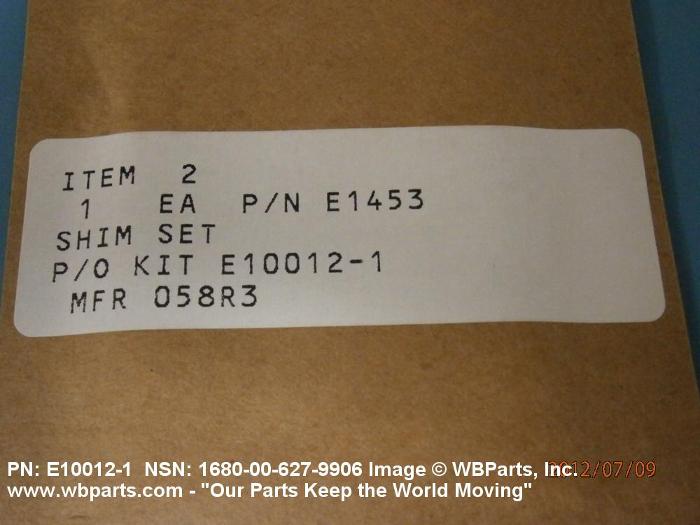 ITEM 2
1 EA P/N E1453
SHIM SET
P/O KIT E10012-1
MFR 058R3
PN: E10012-1 NSN: 1680-00-627-9906 Image © WBParts, Inc. 2012/07/09
www.wbparts.com - "Our Parts Keep the World Moving"